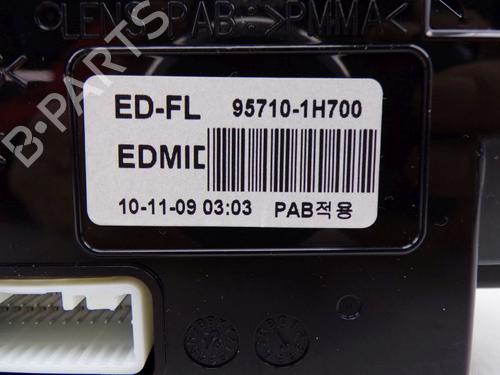 >LENS:PAB:>PMMA<
ED-FL 95710-1H700
EDMID
10-11-09 03:03 PAB적용
B-PARTS